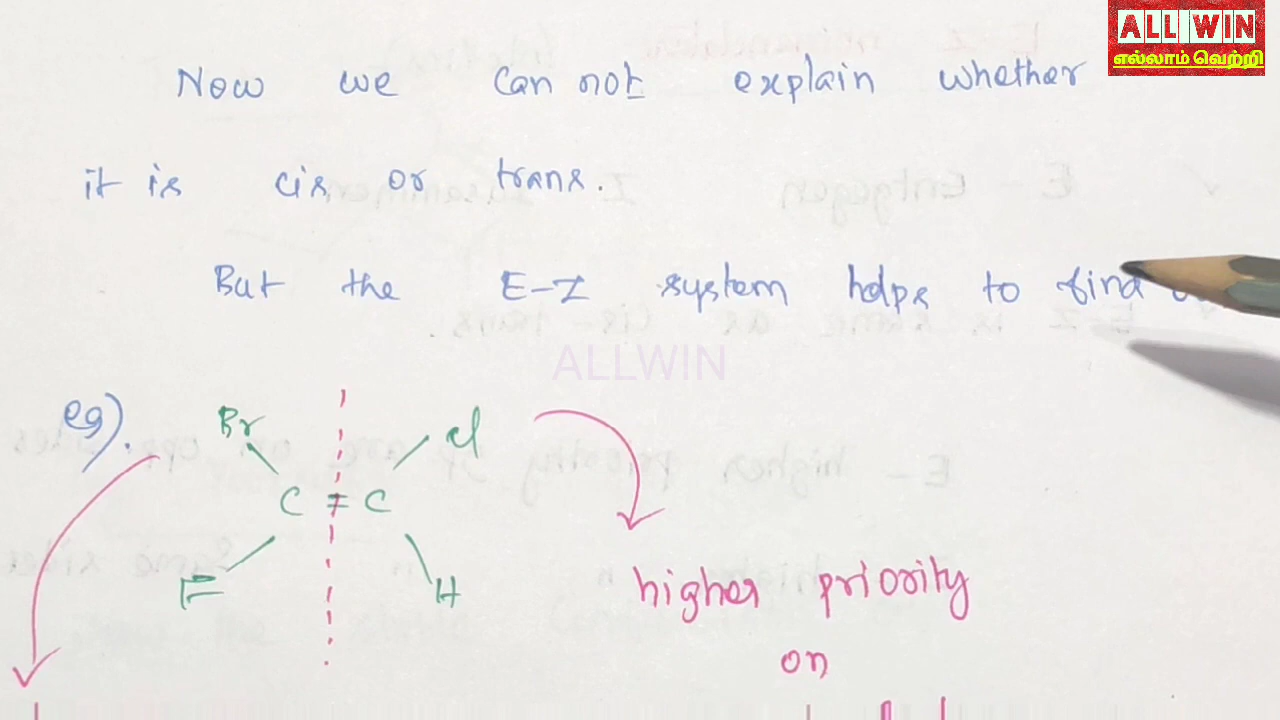 ALL WIN
எல்லாம் வெற்றி
Now we can not explain whether
it is cis or trans.
But the E-Z system helps to find
ALLWIN
eg).
Br Cl
C = C
F H
higher priority
on